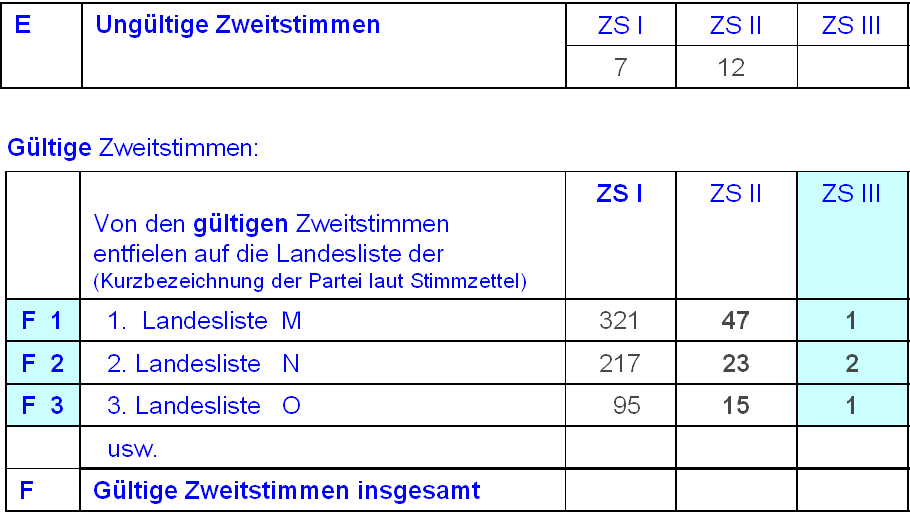 E Ungültige Zweitstimmen ZS I ZS II ZS III
7 12
Gültige Zweitstimmen:
ZS I ZS II ZS III
Von den gültigen Zweitstimmen
entfielen auf die Landesliste der
(Kurzbezeichnung der Partei laut Stimmzettel)
F 1 1. Landesliste M 321 47 1
F 2 2. Landesliste N 217 23 2
F 3 3. Landesliste O 95 15 1
usw.
F Gültige Zweitstimmen insgesamt